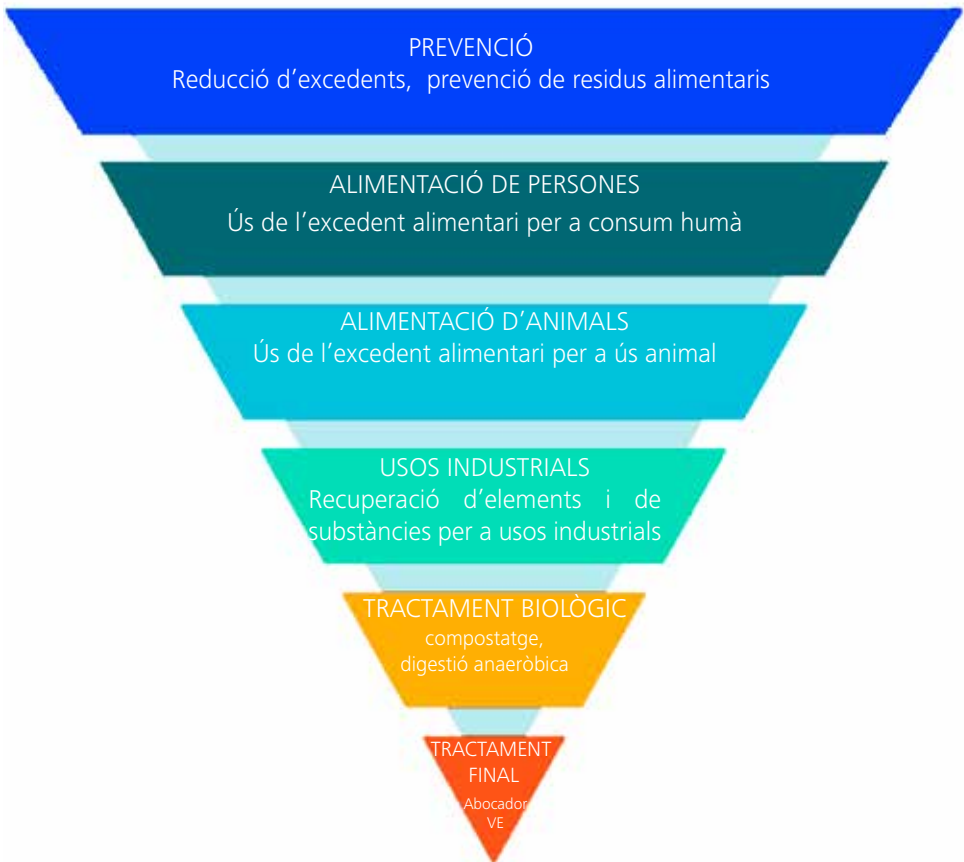 PREVENCIÓ
Reducció d’excedents, prevenció de residus alimentaris
ALIMENTACIÓ DE PERSONES
Ús de l’excedent alimentari per a consum humà
ALIMENTACIÓ D’ANIMALS
Ús de l’excedent alimentari per a ús animal
USOS INDUSTRIALS
Recuperació d’elements i de
substàncies per a usos industrials
TRACTAMENT BIOLÒGIC
compostatge,
digestió anaeròbica
TRACTAMENT
FINAL
Abocador
VE